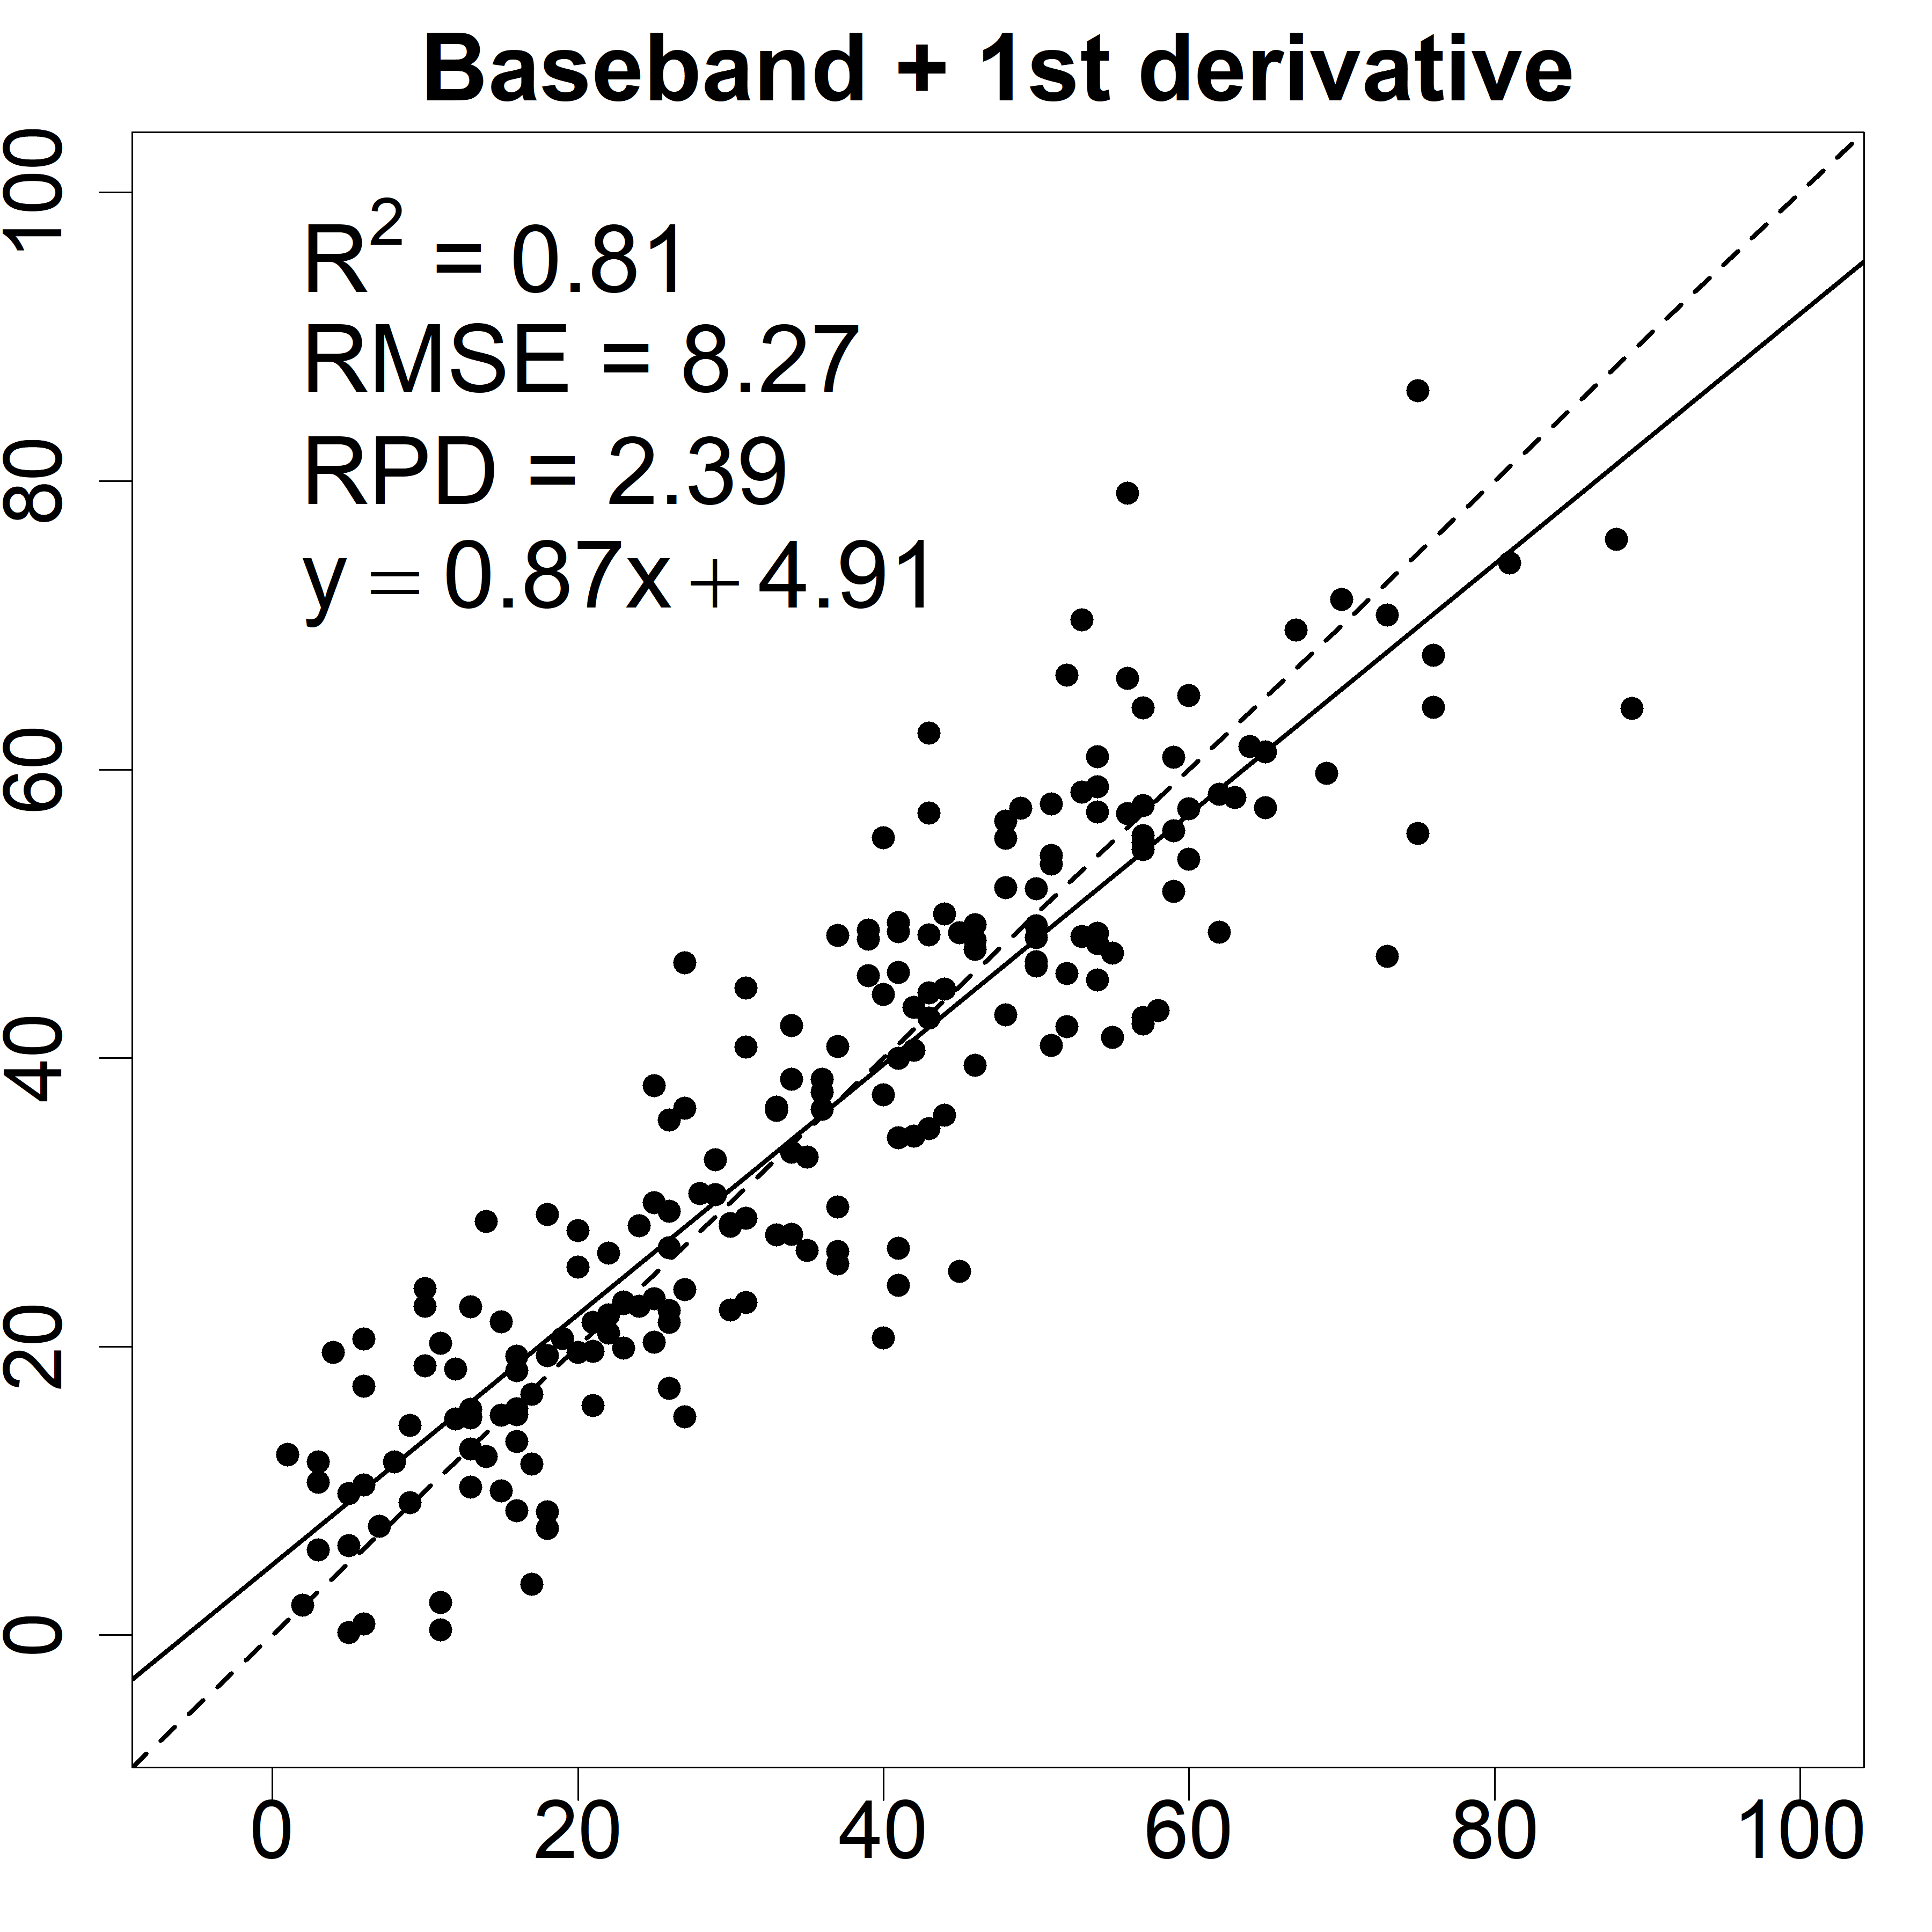 Baseband + 1st derivative
R² = 0.81
RMSE = 8.27
RPD = 2.39
y = 0.87x + 4.91
100
80
60
40
20
0
0 20 40 60 80 100